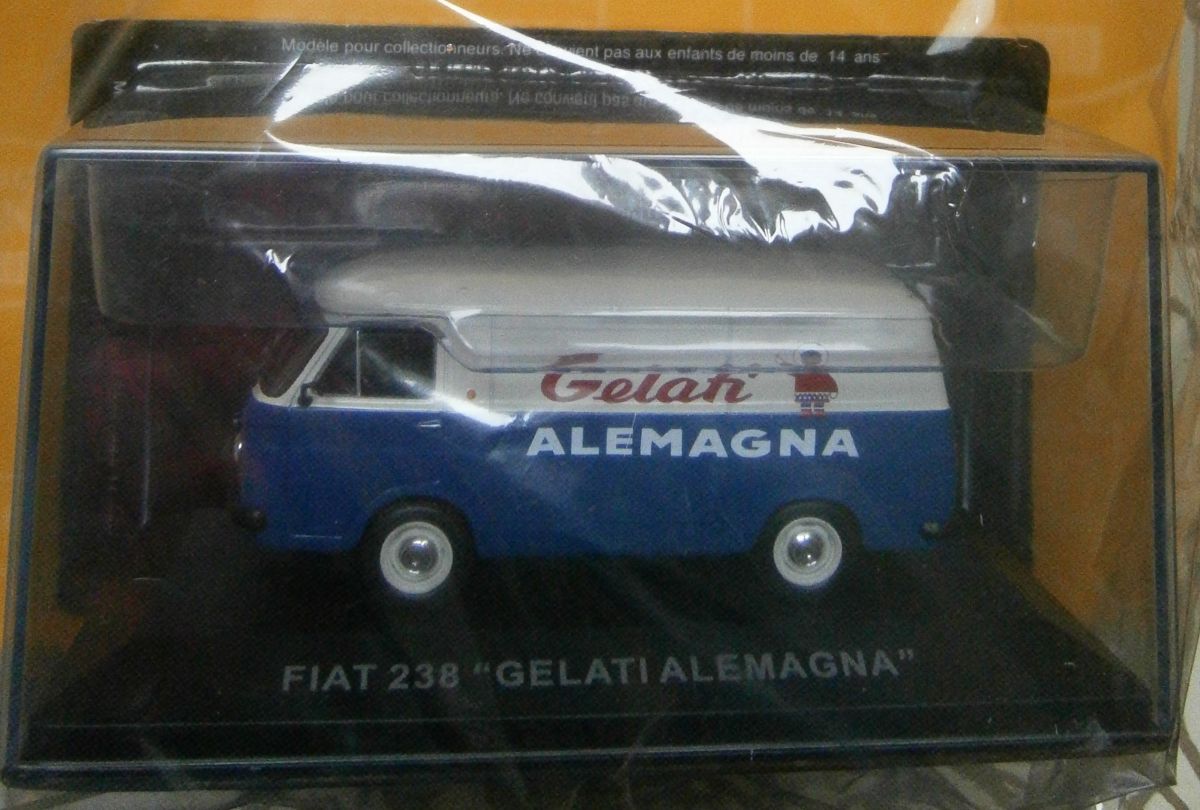 Modèle pour collectionneurs. Ne convient pas aux enfants de moins de 14 ans
Gelati
ALEMAGNA
FIAT 238 “GELATI ALEMAGNA”